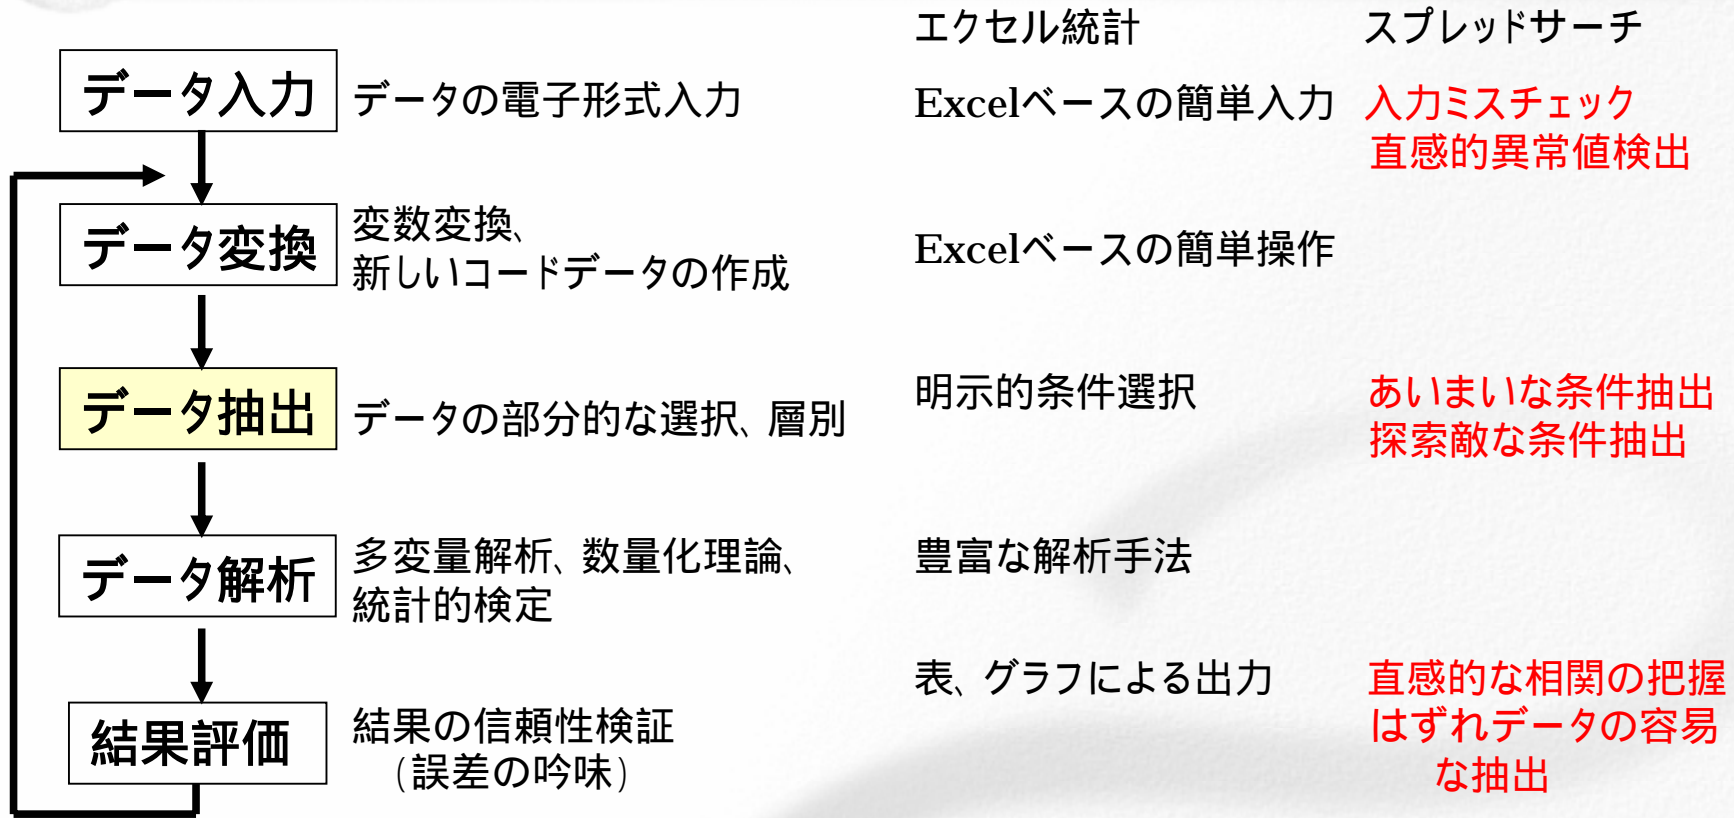 エクセル統計 スプレッドサーチ
データ入力 データの電子形式入力 Excelベースの簡単入力 入力ミスチェック
直感的異常値検出
データ変換 変数変換、
新しいコードデータの作成 Excelベースの簡単操作
データ抽出 データの部分的な選択、層別 明示的条件選択 あいまいな条件抽出
探索敵な条件抽出
データ解析 多変量解析、数量化理論、
統計的検定 豊富な解析手法
結果評価 結果の信頼性検証
(誤差の吟味) 表、グラフによる出力 直感的な相関の把握
はずれデータの容易
な抽出